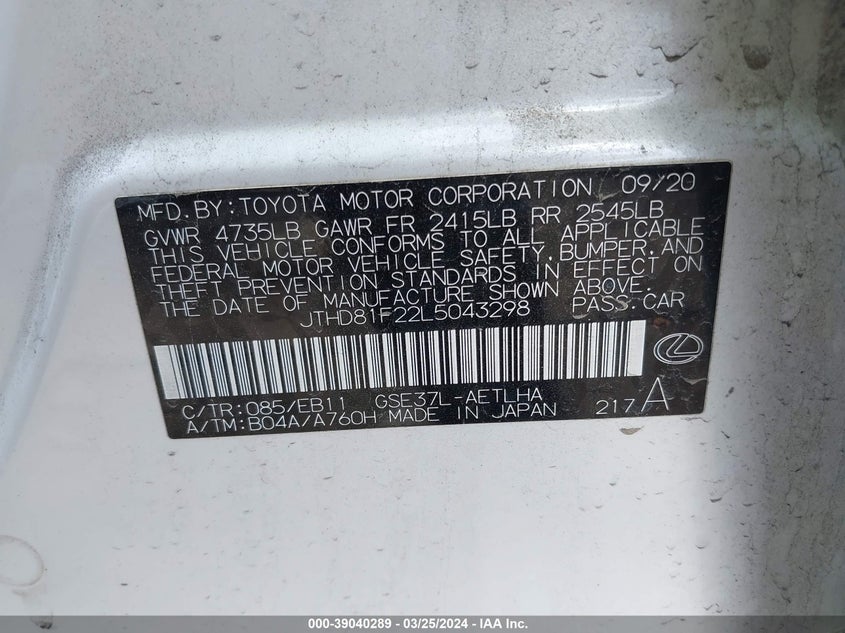 MFD. BY: TOYOTA MOTOR CORPORATION 09/20
GVWR 4735LB GAWR FR 2415LB RR 2545LB
THIS VEHICLE CONFORMS TO ALL APPLICABLE
FEDERAL MOTOR VEHICLE SAFETY, BUMPER, AND
THEFT PREVENTION STANDARDS IN EFFECT ON
THE DATE OF MANUFACTURE SHOWN ABOVE.
JTHD81F22L5043298 PASS. CAR
C/TR: 085/EB11 GSE37L-AETLHA
A/TM: B04A/A760H MADE IN JAPAN 217 A
000-39040289 - 03/25/2024 - IAA Inc.